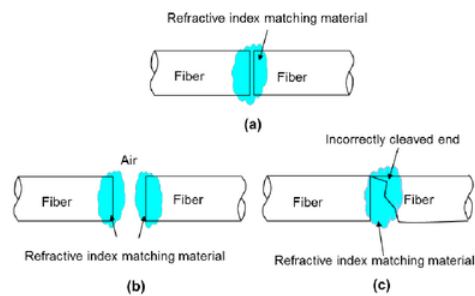 Refractive index matching material
Fiber
Fiber
(a)
Incorrectly cleaved end
Air
Fiber
Fiber
Fiber
Fiber
Refractive index matching material
Refractive index matching material
(b)
(c)